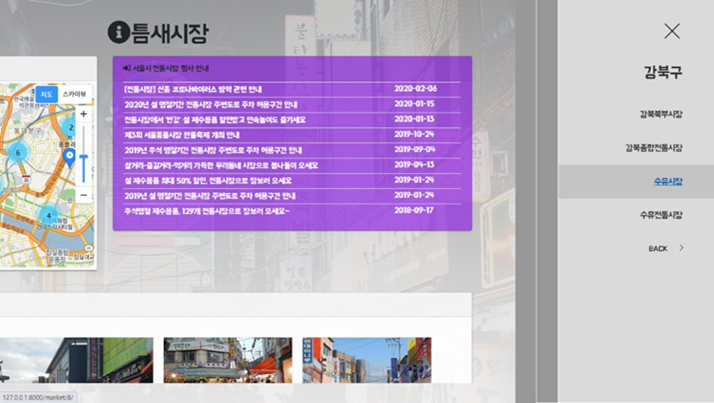 틈새시장
서울시 전통시장 행사 안내
[전통시장] 신종 코로나바이러스 방역 관련 안내 2020-02-06
2020년 설 명절기간 전통시장 주변도로 주차 허용구간 안내 2020-01-15
전통시장에서 '반값' 설 제수용품 할인받고 민속놀이도 즐기세요 2020-01-13
제3회 서울풍물시장 만물축제 개최 안내 2019-10-24
2019년 추석 명절기간 전통시장 주변도로 주차 허용구간 안내 2019-09-04
살거리-즐길거리-먹거리 가득한 우리동네 시장으로 봄나들이 오세요 2019-04-13
설 제수용품 최대 50% 할인, 전통시장으로 장보러 오세요 2019-01-24
2019년 설 명절기간 전통시장 주변도로 주차 허용구간 안내 2019-01-24
추석명절 제수용품, 129개 전통시장으로 장보러 오세요~ 2018-09-17
지도 스카이뷰
동대문구
2
6
4
강북구
강북북부시장
강북종합전통시장
수유시장
수유전통시장
BACK
127.0.0.1:8000/market/8/